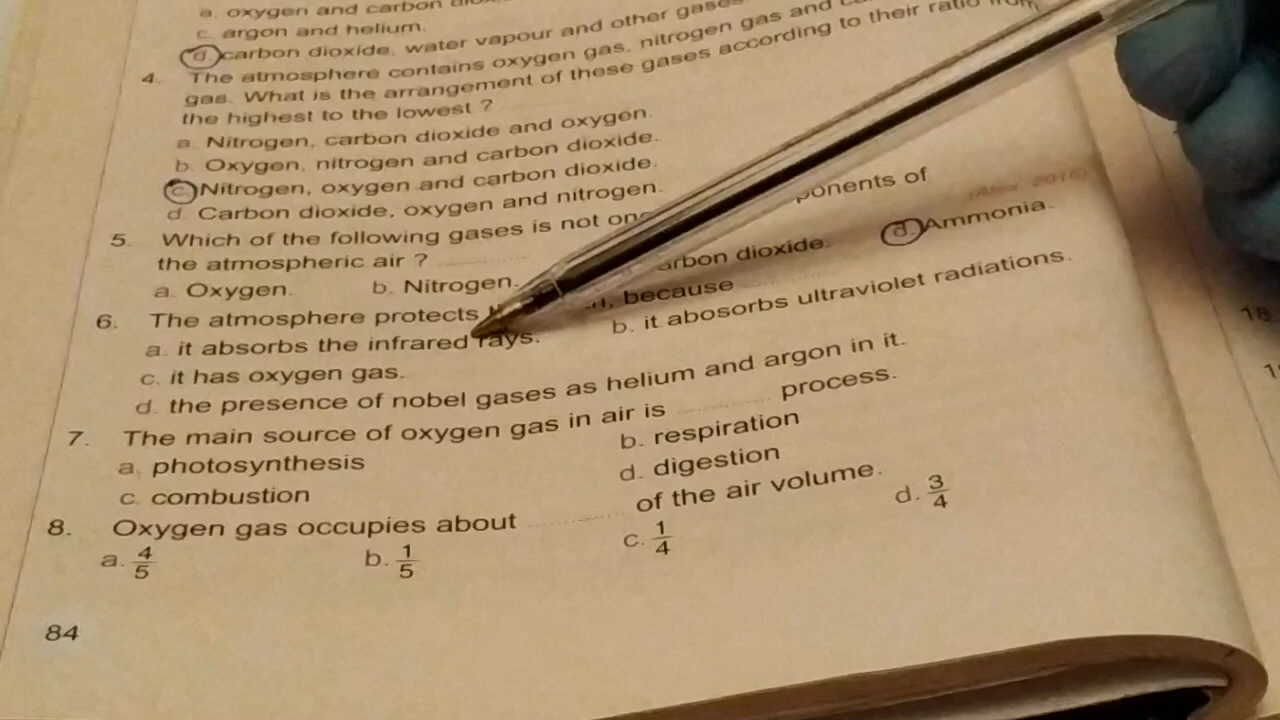 a. oxygen and carbon
c. argon and helium.
d. carbon dioxide, water vapour and other gases
4. The atmosphere contains oxygen gas, nitrogen gas and
gas. What is the arrangement of these gases according to their ratio from
the highest to the lowest ?
a. Nitrogen, carbon dioxide and oxygen.
b. Oxygen, nitrogen and carbon dioxide.
c. Nitrogen, oxygen and carbon dioxide.
d. Carbon dioxide, oxygen and nitrogen.
5. Which of the following gases is not ponents of
the atmospheric air ? (Alex. 2016)
a. Oxygen. b. Nitrogen. arbon dioxide. d. Ammonia.
6. The atmosphere protects because
a. it absorbs the infrared rays. b. it abosorbs ultraviolet radiations.
c. it has oxygen gas.
d. the presence of nobel gases as helium and argon in it.
7. The main source of oxygen gas in air is .......... process.
a. photosynthesis b. respiration
c. combustion d. digestion
8. Oxygen gas occupies about .......... of the air volume.
a. 4/5 b. 1/5 c. 1/4 d. 3/4
84
18.